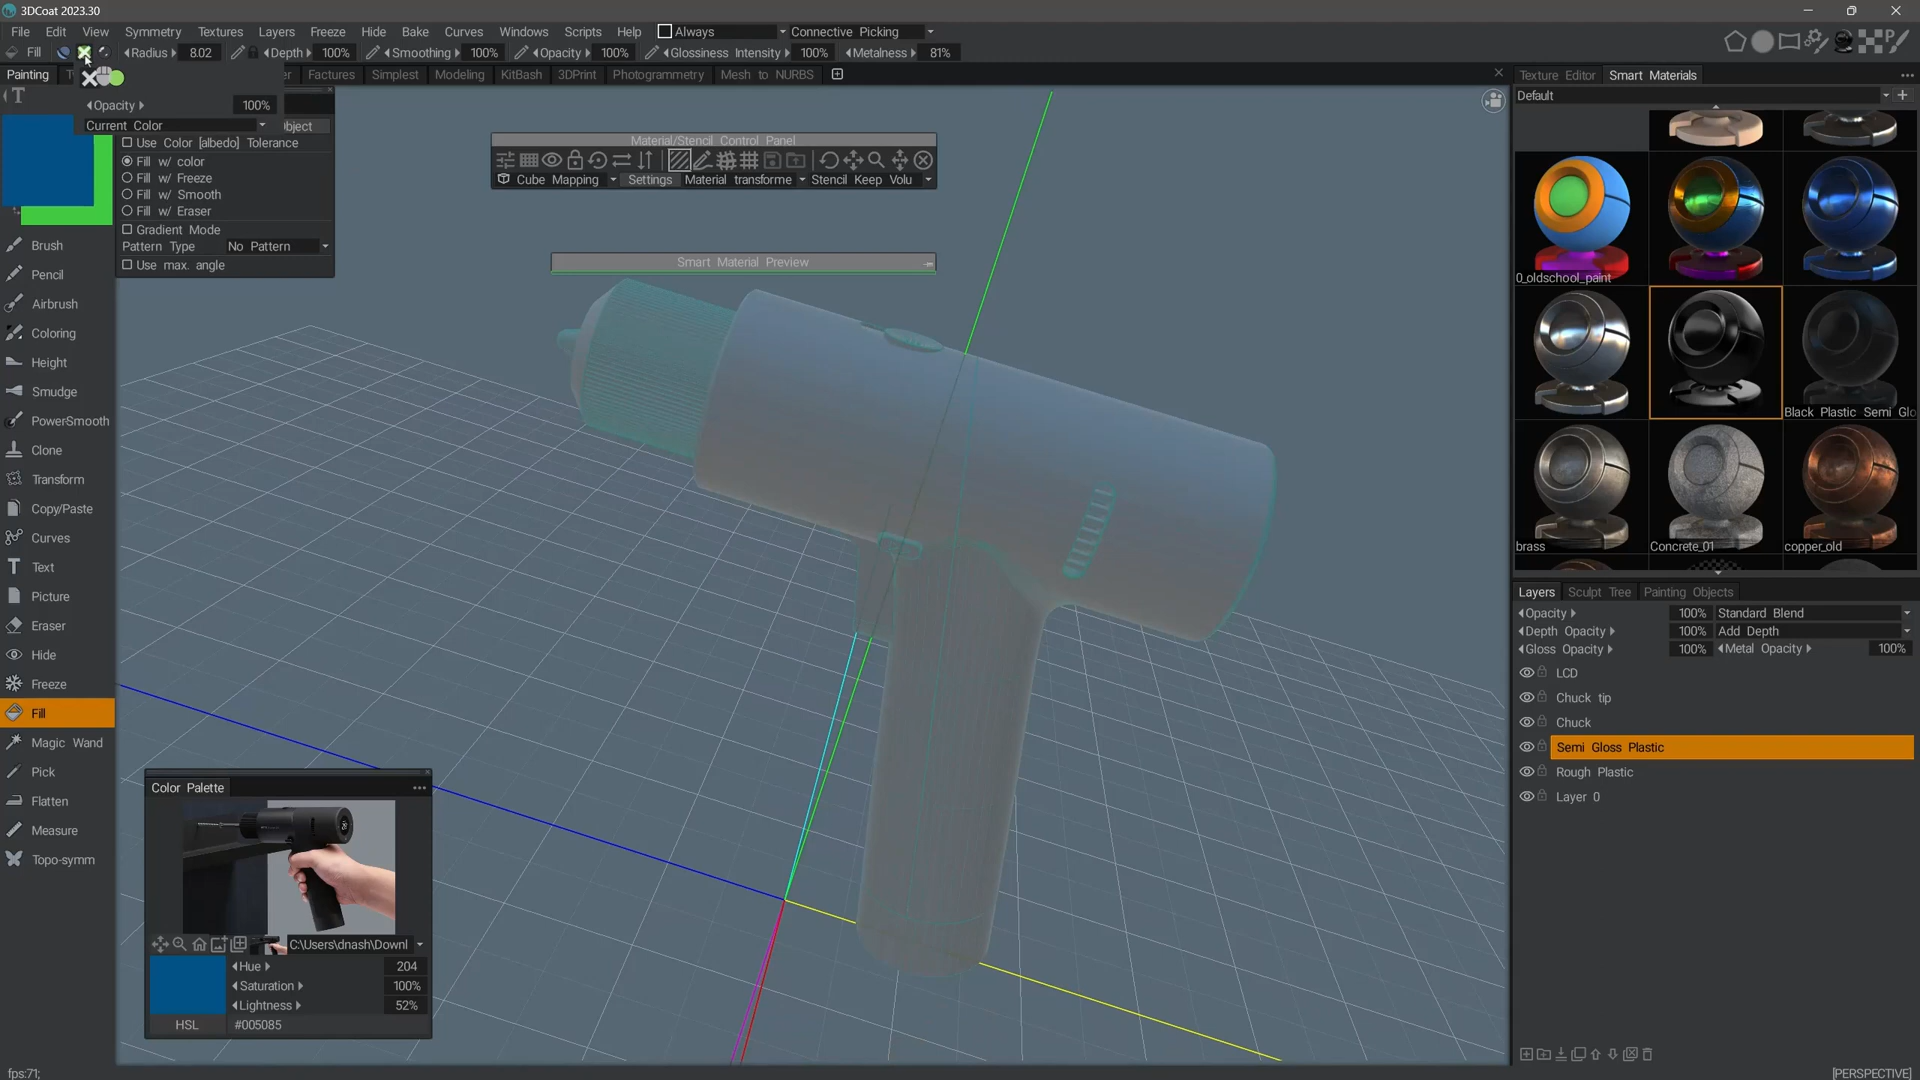 3DCoat 2023.30
File Edit View Symmetry Textures Layers Freeze Hide Bake Curves Windows Scripts Help Always Connective Picking
Fill Radius 8.02 Depth 100% Smoothing 100% Opacity 100% Glossiness Intensity 100% Metalness 81%
Painting Factures Simplest Modeling KitBash 3DPrint Photogrammetry Mesh to NURBS
Opacity 100%
Current Color
Use Color [albedo] Tolerance
Fill w/ color
Fill w/ Freeze
Fill w/ Smooth
Fill w/ Eraser
Gradient Mode
Pattern Type No Pattern
Use max. angle
Brush
Pencil
Airbrush
Coloring
Height
Smudge
PowerSmooth
Clone
Transform
Copy/Paste
Curves
Text
Picture
Eraser
Hide
Freeze
Fill
Magic Wand
Pick
Flatten
Measure
Topo-symm
Material/Stencil Control Panel
Cube Mapping Settings Material transforme Stencil Keep Volu
Smart Material Preview
Color Palette
C:\Users\dnash\Downl
Hue 204
Saturation 100%
Lightness 52%
HSL #005085
Texture Editor Smart Materials
Default
0_oldschool_paint
Black Plastic Semi Glo
brass Concrete_01 copper_old
Layers Sculpt Tree Painting Objects
Opacity 100% Standard Blend
Depth Opacity 100% Add Depth
Gloss Opacity 100% Metal Opacity 100%
LCD
Chuck tip
Chuck
Semi Gloss Plastic
Rough Plastic
Layer 0
fps:71;
[PERSPECTIVE]